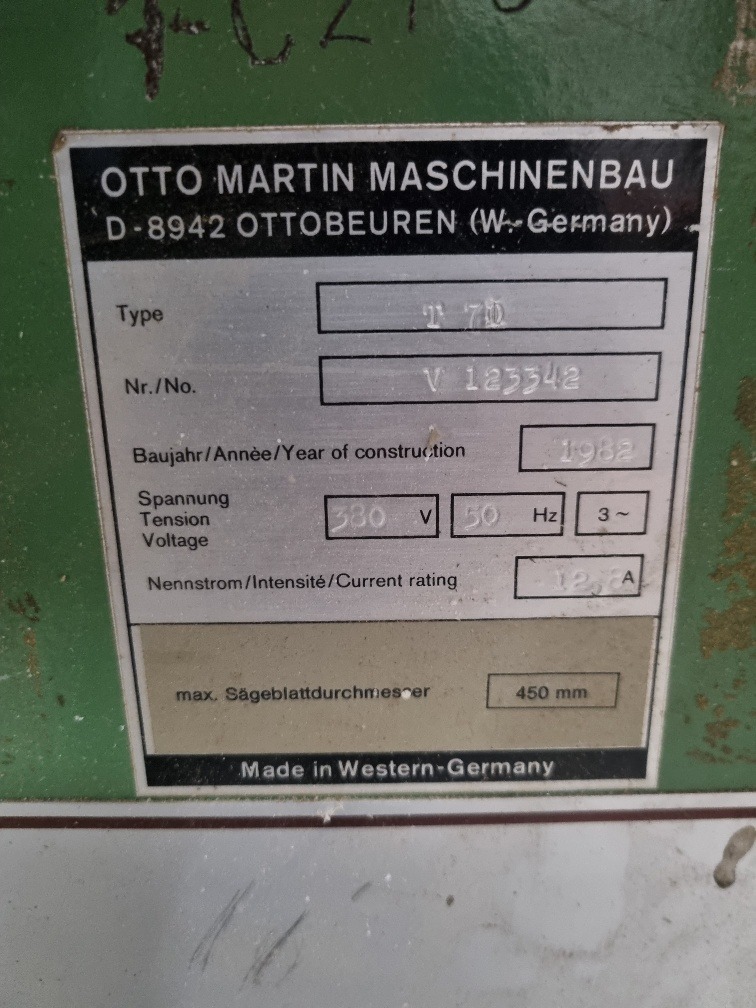 OTTO MARTIN MASCHINENBAU
D-8942 OTTOBEUREN (W.-Germany)
Type T 70
Nr./No. V 123342
Baujahr/Annèe/Year of construction 1982
Spannung
Tension 380 V 50 Hz 3 ~
Voltage
Nennstrom/Intensité/Current rating A
max. Sägeblattdurchmesser 450 mm
Made in Western-Germany